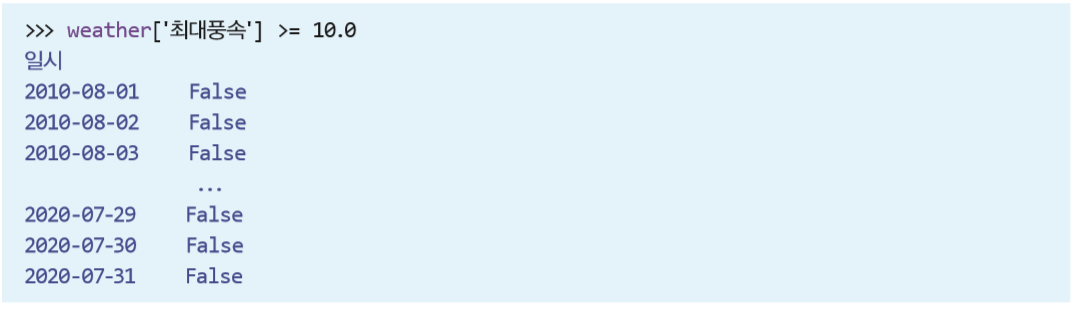 >>> weather['최대풍속'] >= 10.0
일시
2010-08-01 False
2010-08-02 False
2010-08-03 False
...
2020-07-29 False
2020-07-30 False
2020-07-31 False